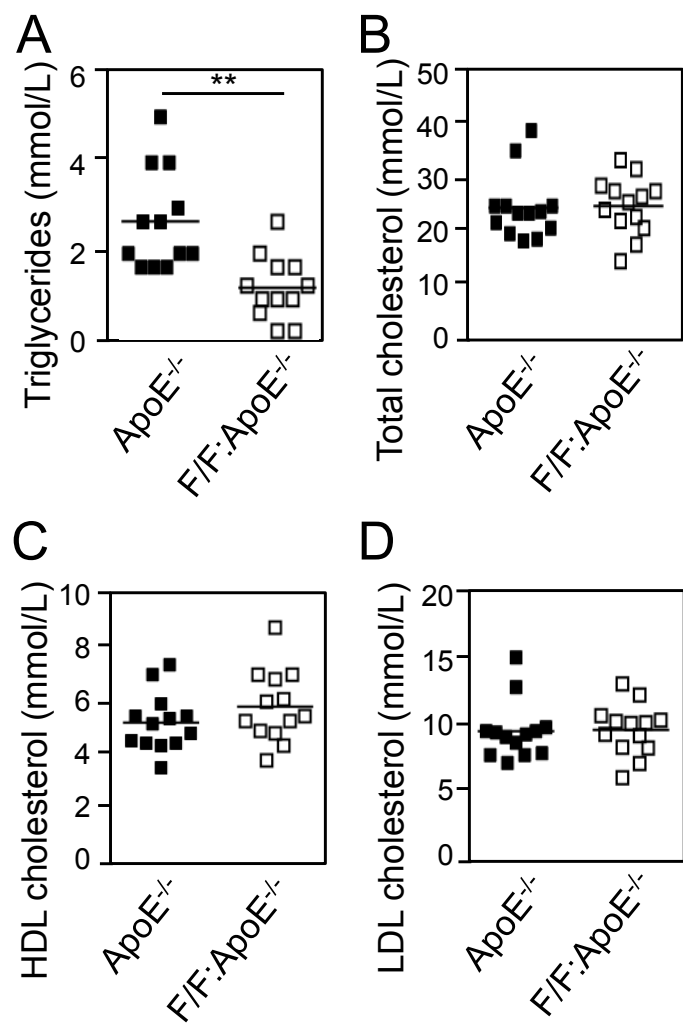 A
Triglycerides (mmol/L)
6
4
2
0
**
ApoE-/-
F/F:ApoE-/-
B
Total cholesterol (mmol/L)
50
40
30
20
10
0
ApoE-/-
F/F:ApoE-/-
C
HDL cholesterol (mmol/L)
10
8
6
4
2
0
ApoE-/-
F/F:ApoE-/-
D
LDL cholesterol (mmol/L)
20
15
10
5
0
ApoE-/-
F/F:ApoE-/-